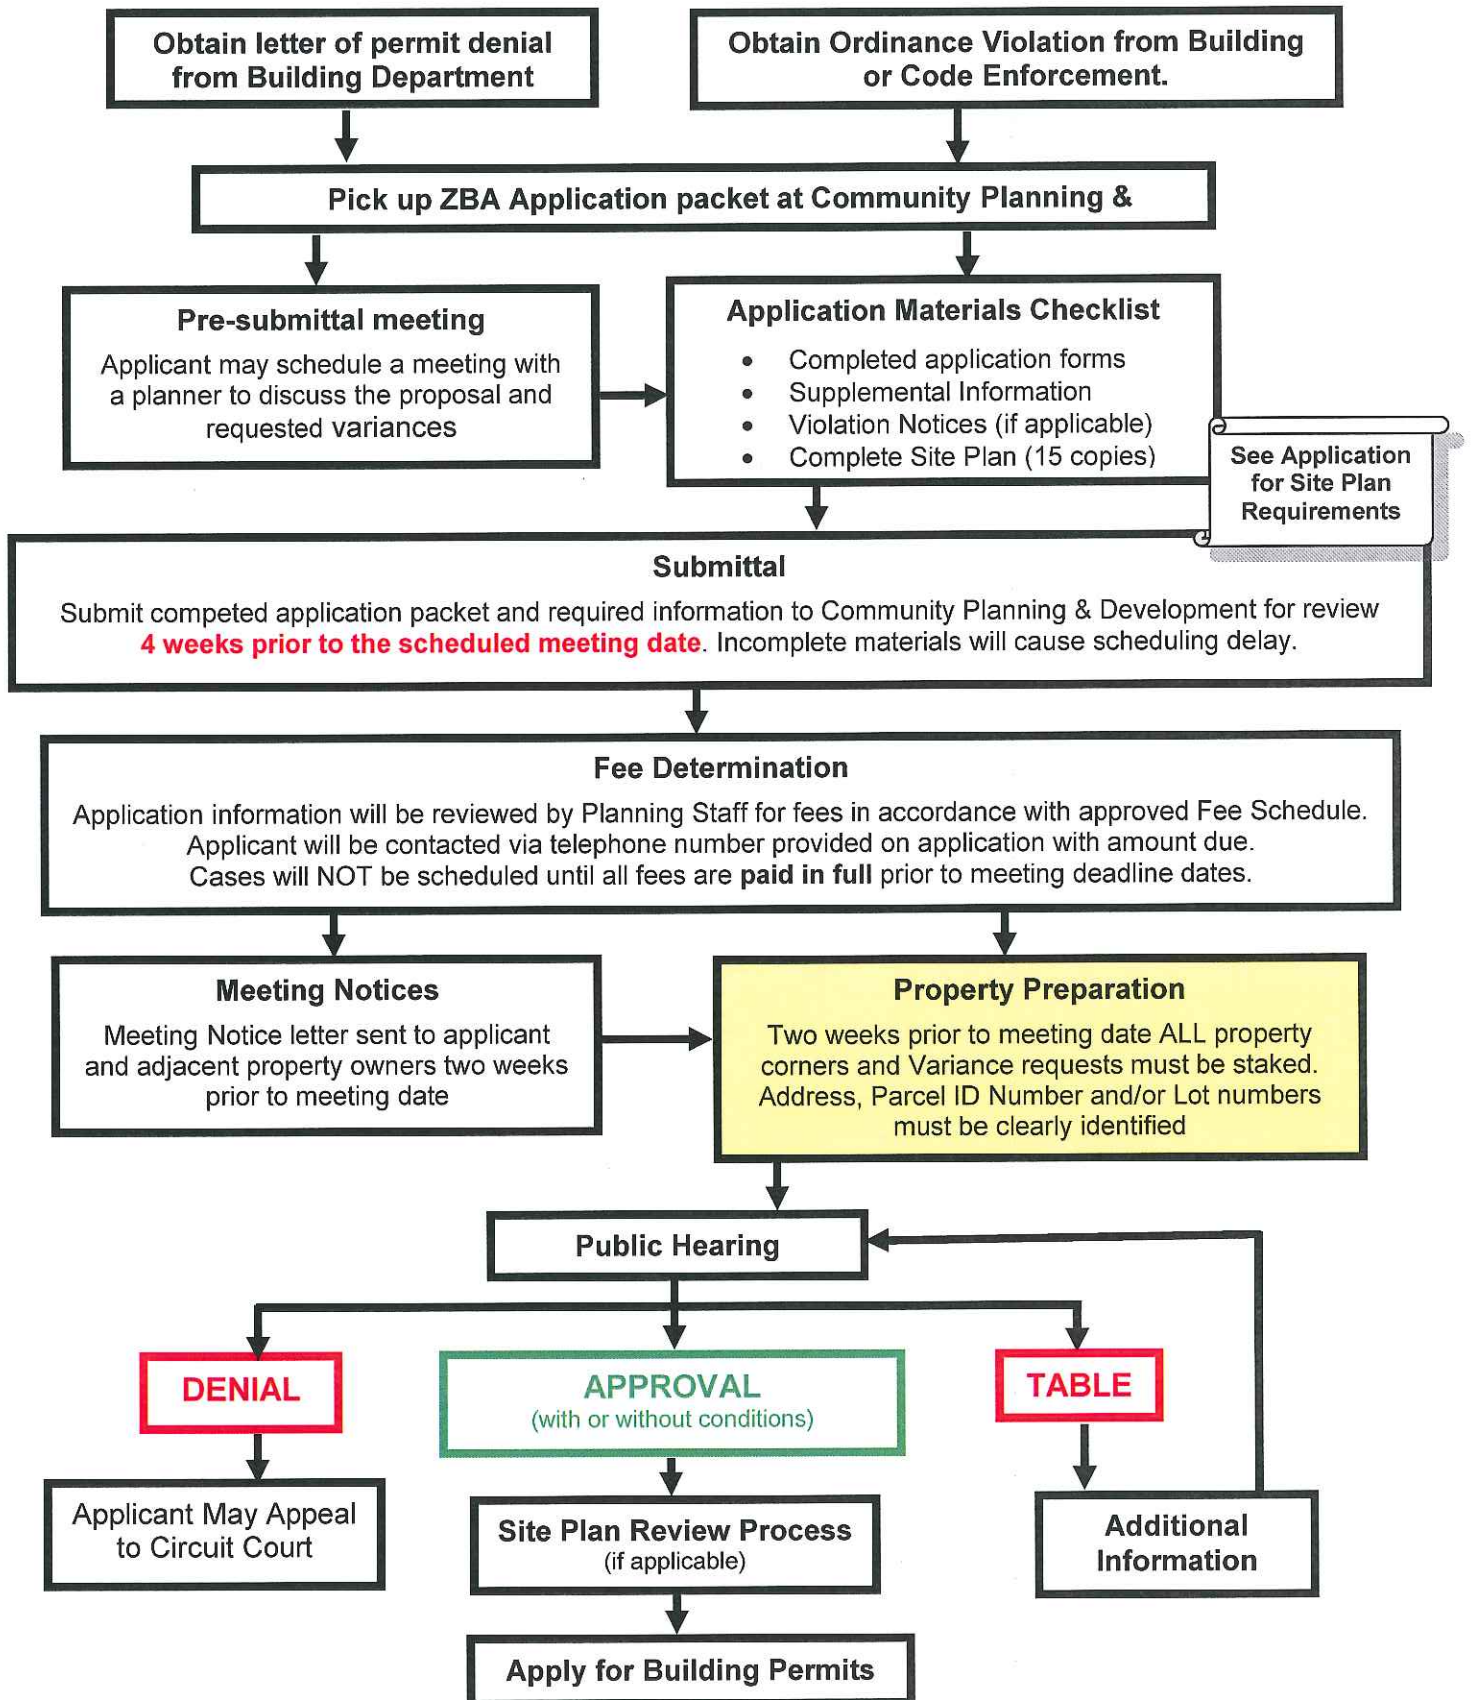 Obtain letter of permit denial
from Building Department
Obtain Ordinance Violation from Building
or Code Enforcement.
Pick up ZBA Application packet at Community Planning &
Pre-submittal meeting
Applicant may schedule a meeting with
a planner to discuss the proposal and
requested variances
Application Materials Checklist
• Completed application forms
• Supplemental Information
• Violation Notices (if applicable)
• Complete Site Plan (15 copies)
See Application
for Site Plan
Requirements
Submittal
Submit competed application packet and required information to Community Planning & Development for review
4 weeks prior to the scheduled meeting date. Incomplete materials will cause scheduling delay.
Fee Determination
Application information will be reviewed by Planning Staff for fees in accordance with approved Fee Schedule.
Applicant will be contacted via telephone number provided on application with amount due.
Cases will NOT be scheduled until all fees are paid in full prior to meeting deadline dates.
Meeting Notices
Meeting Notice letter sent to applicant
and adjacent property owners two weeks
prior to meeting date
Property Preparation
Two weeks prior to meeting date ALL property
corners and Variance requests must be staked.
Address, Parcel ID Number and/or Lot numbers
must be clearly identified
Public Hearing
DENIAL
APPROVAL
(with or without conditions)
TABLE
Applicant May Appeal
to Circuit Court
Site Plan Review Process
(if applicable)
Additional
Information
Apply for Building Permits